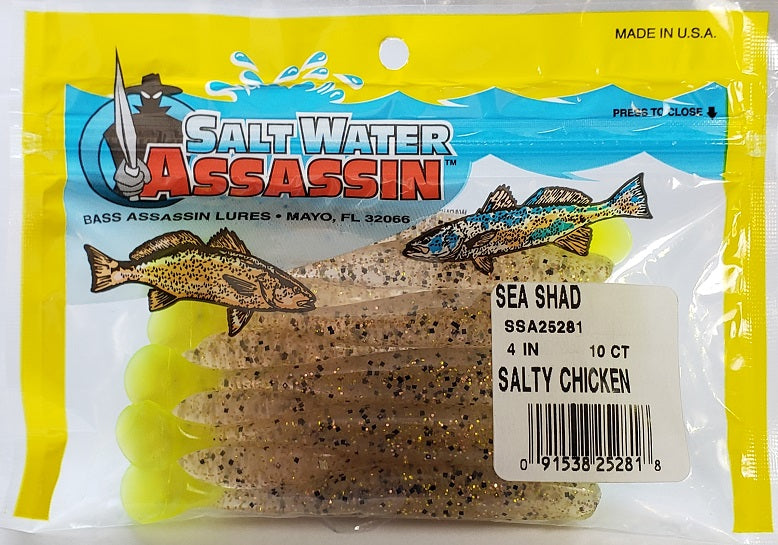 MADE IN U.S.A.
PRESS TO CLOSE
SALT WATER
ASSASSIN™
BASS ASSASSIN LURES • MAYO, FL 32066
SEA SHAD
SSA25281
4 IN 10 CT
SALTY CHICKEN
0 91538 25281 8